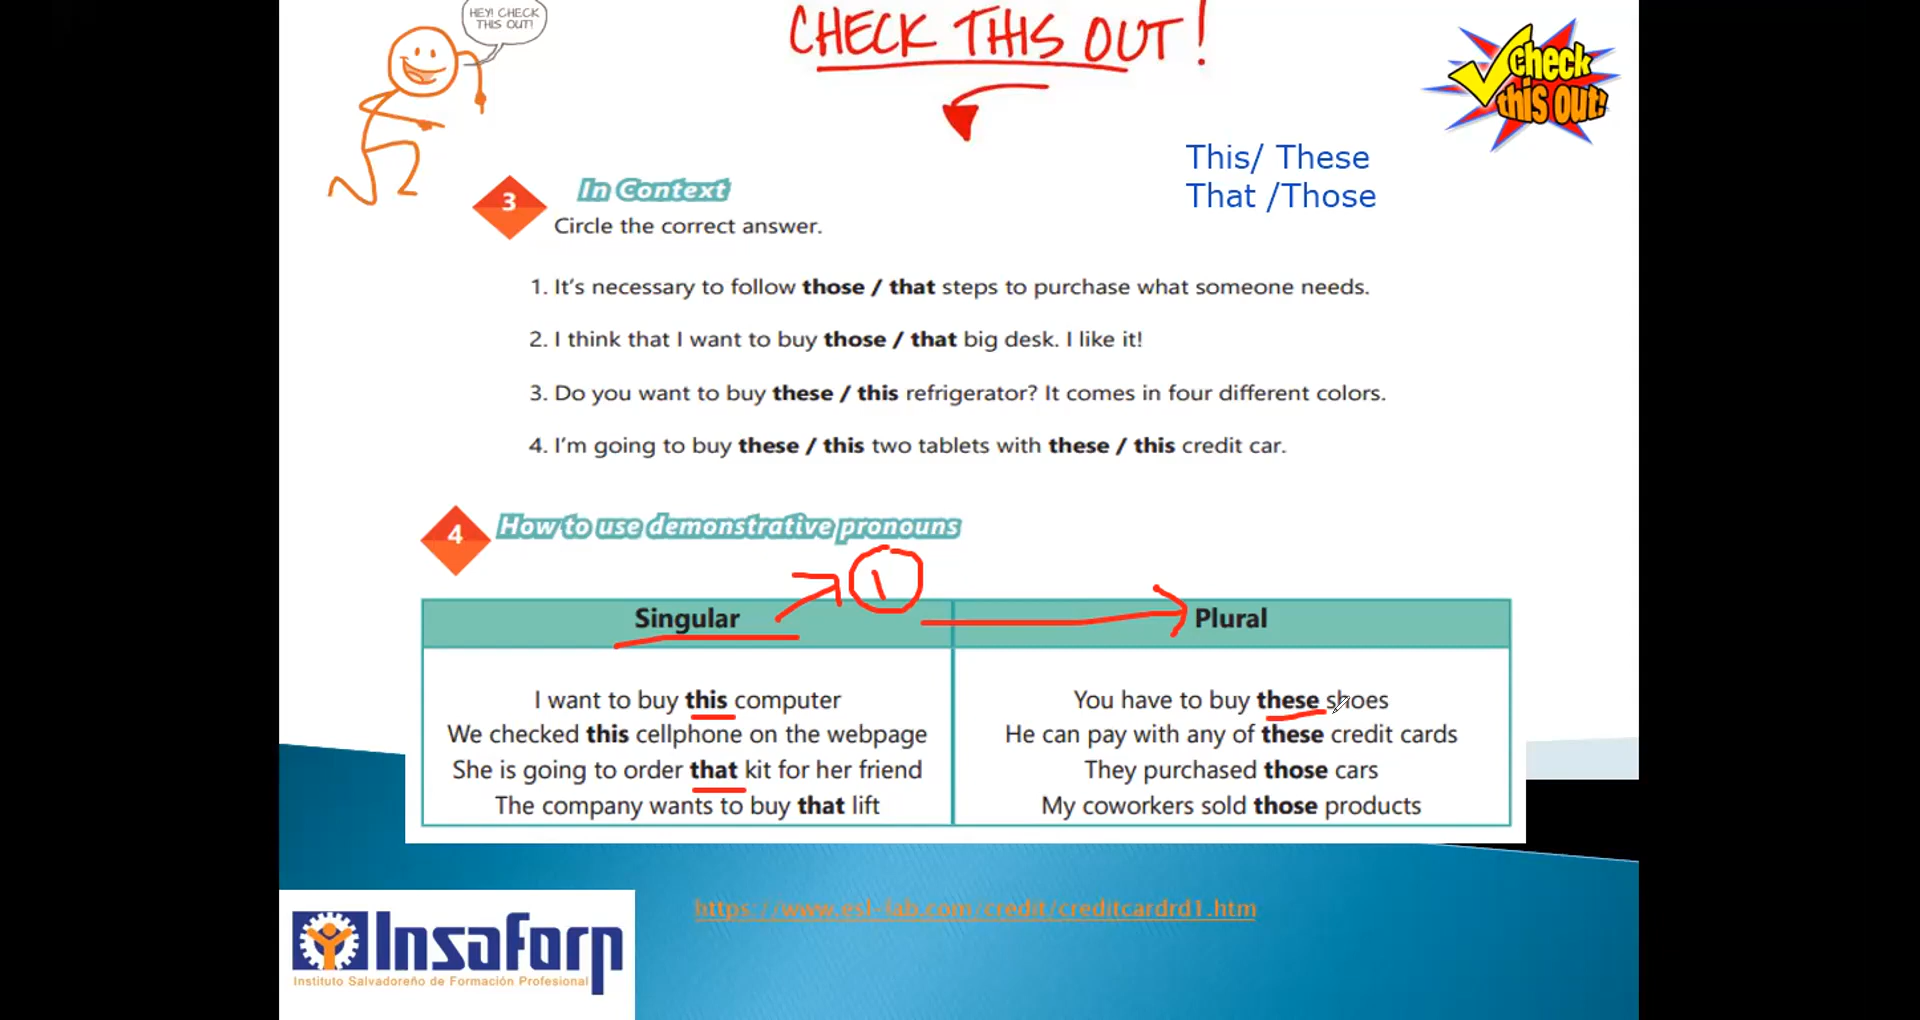 HEY! CHECK
THIS OUT!
CHECK THIS OUT!
Check
this out!
This/ These
That /Those
3
In Context
Circle the correct answer.
1. It's necessary to follow those / that steps to purchase what someone needs.
2. I think that I want to buy those / that big desk. I like it!
3. Do you want to buy these / this refrigerator? It comes in four different colors.
4. I'm going to buy these / this two tablets with these / this credit car.
4
How to use demonstrative pronouns
1
Singular
Plural
I want to buy this computer
We checked this cellphone on the webpage
She is going to order that kit for her friend
The company wants to buy that lift
You have to buy these shoes
He can pay with any of these credit cards
They purchased those cars
My coworkers sold those products
https://www.esl-lab.com/credit/creditcardrd1.htm
Insaforp
Instituto Salvadoreño de Formación Profesional